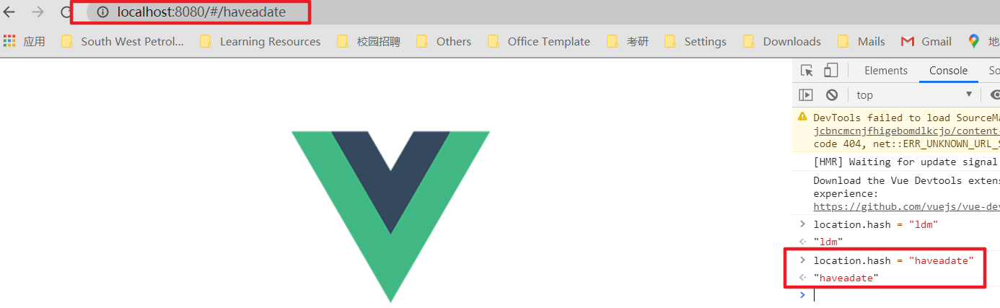 localhost:8080/#/haveadate
应用 South West Petrol... Learning Resources 校园招聘 Others Office Template 考研 Settings Downloads Mails Gmail 地
Elements Console So
top
DevTools failed to load SourceMa
jcbncmcnjfhigebomdlkcjo/content-
code 404, net::ERR_UNKNOWN_URL_S
[HMR] Waiting for update signal
Download the Vue Devtools extens
experience:
https://github.com/vuejs/vue-dev
> location.hash = "ldm"
"ldm"
> location.hash = "haveadate"
"haveadate"
>